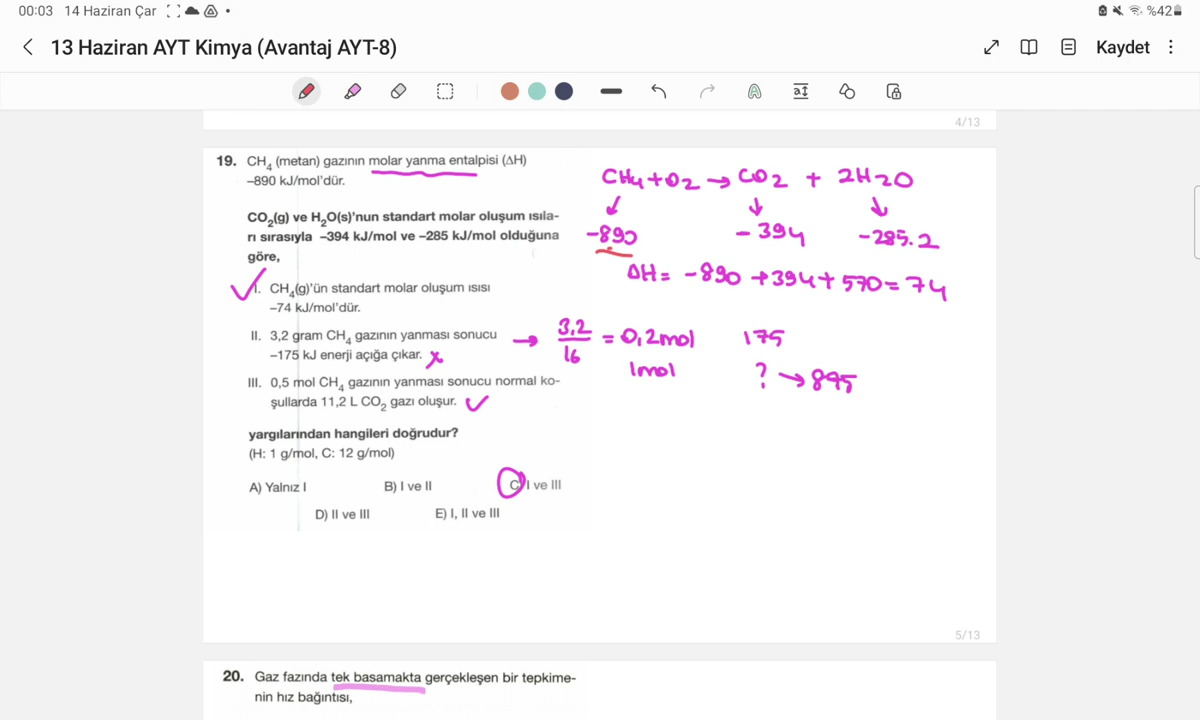 00:03 14 Haziran Çar %42
13 Haziran AYT Kimya (Avantaj AYT-8) Kaydet
4/13
19. CH₄ (metan) gazının molar yanma entalpisi (ΔH)
–890 kJ/mol'dür.
CO₂(g) ve H₂O(s)'nun standart molar oluşum ısıla-
rı sırasıyla –394 kJ/mol ve –285 kJ/mol olduğuna
göre,
I. CH₄(g)'ün standart molar oluşum ısısı
–74 kJ/mol'dür.
II. 3,2 gram CH₄ gazının yanması sonucu
–175 kJ enerji açığa çıkar. x
III. 0,5 mol CH₄ gazının yanması sonucu normal ko-
şullarda 11,2 L CO₂ gazı oluşur. ✓
yargılarından hangileri doğrudur?
(H: 1 g/mol, C: 12 g/mol)
A) Yalnız I B) I ve II C) I ve III
D) II ve III E) I, II ve III
CH4+O2 → CO2 + 2H2O
↓ ↓ ↓
-890 -394 -285.2
ΔH= -890 +394+570=74
→ 3,2/16 = 0,2mol 175
1mol ? → 895
5/13
20. Gaz fazında tek basamakta gerçekleşen bir tepkime-
nin hız bağıntısı,